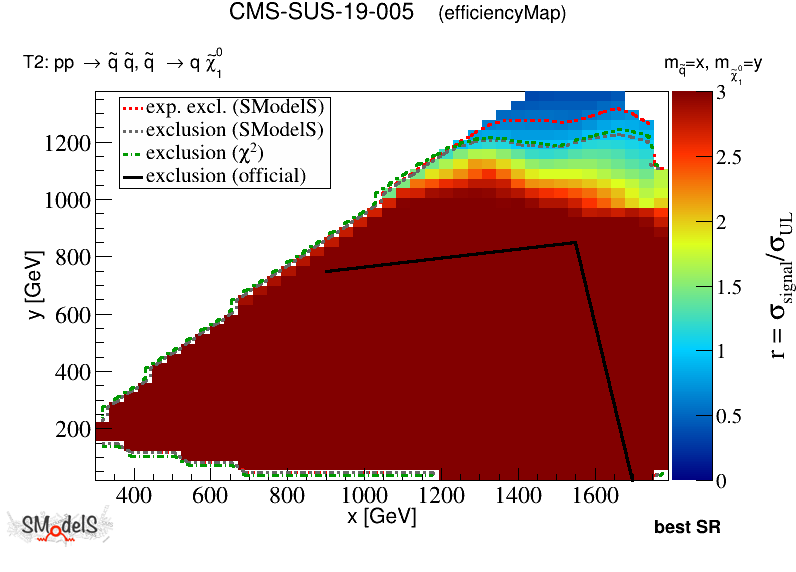 CMS-SUS-19-005 (efficiencyMap)
T2: pp → q̃ q̃, q̃ → q χ̃₁⁰
m_q̃=x, m_χ̃₁⁰=y
exp. excl. (SModelS)
exclusion (SModelS)
exclusion (χ²)
exclusion (official)
3
2.5
2
1.5
1
0.5
0
r = σ_signal/σ_UL
1200
1000
800
600
400
200
y [GeV]
400 600 800 1000 1200 1400 1600
x [GeV]
SModelS
best SR